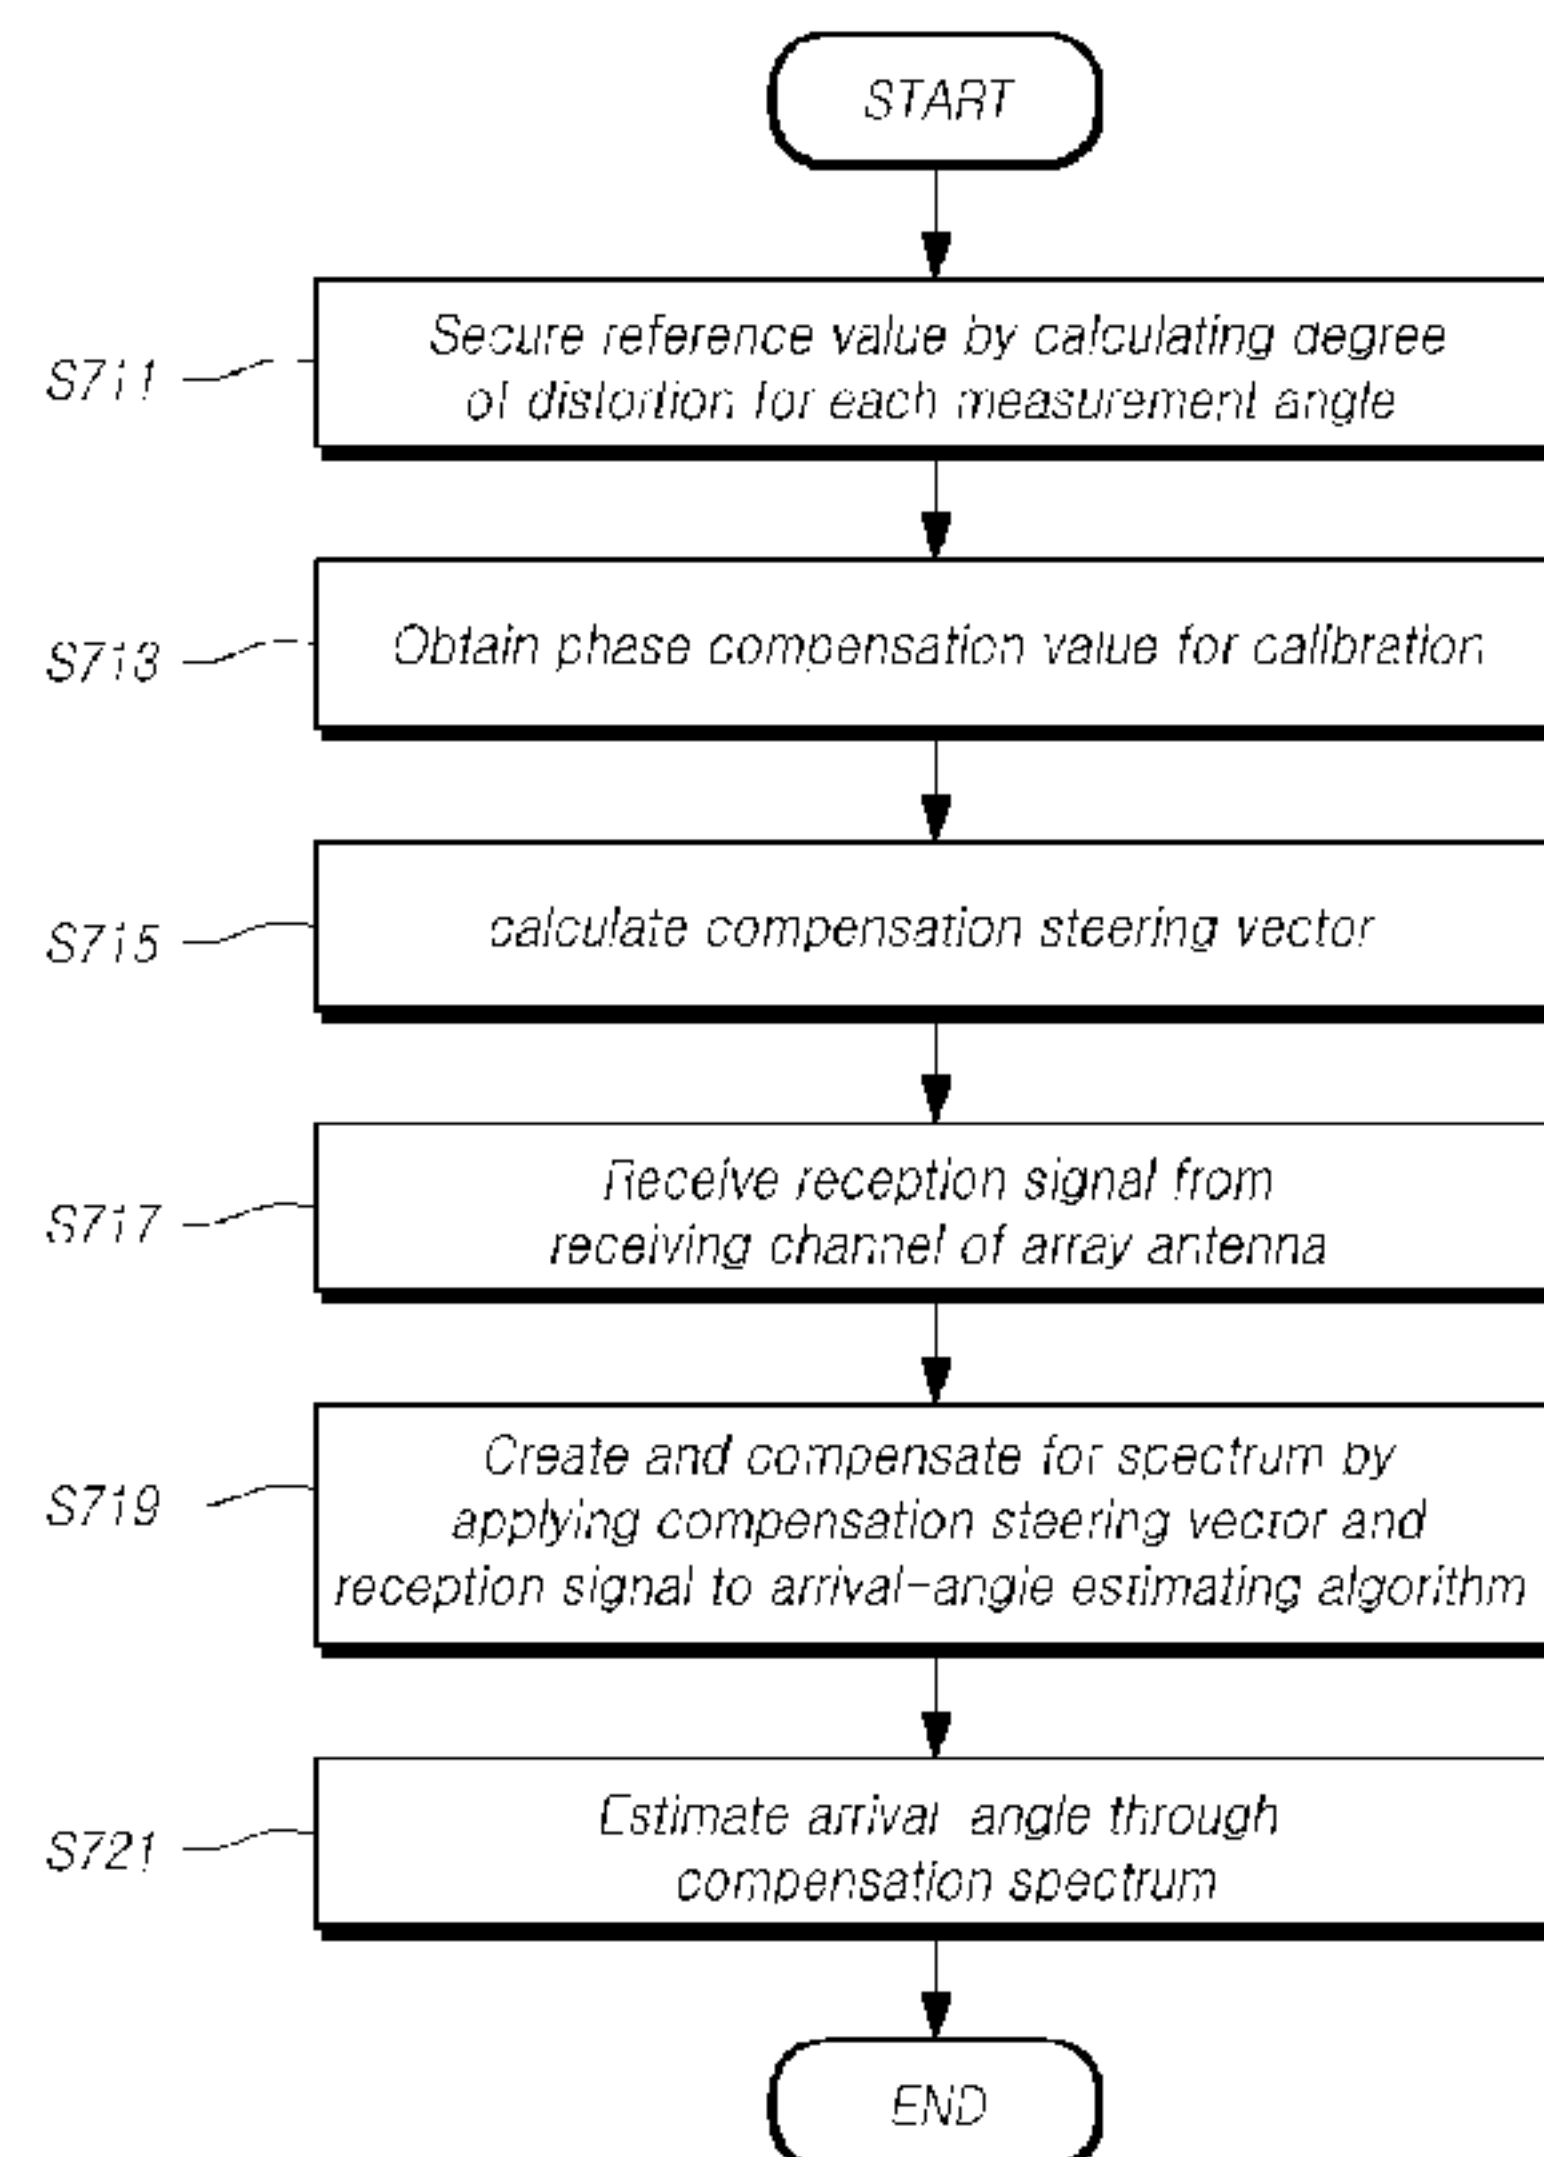 START
S711
Secure reference value by calculating degree
of distortion for each measurement angle
S713
Obtain phase compensation value for calibration
S715
calculate compensation steering vector
S717
Receive reception signal from
receiving channel of array antenna
S719
Create and compensate for spectrum by
applying compensation steering vector and
reception signal to arrival-angle estimating algorithm
S721
Estimate arrival angle through
compensation spectrum
END